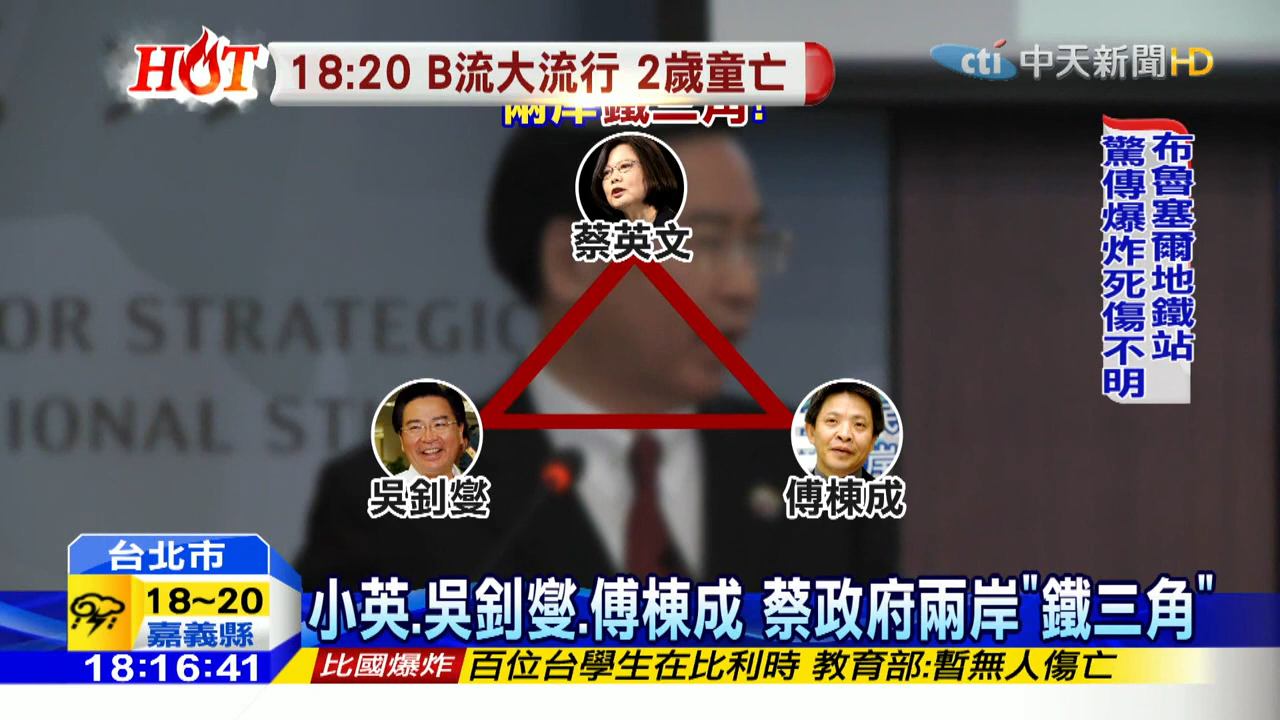 HOT
18:20 B流大流行 2歲童亡
cti 中天新聞HD
兩岸鐵三角!
布魯塞爾地鐵站
驚傳爆炸死傷不明
蔡英文
OR STRATEGIC
IONAL ST
吳釗燮
傅棟成
台北市
18~20
嘉義縣
18:16:41
小英.吳釗燮.傅棟成 蔡政府兩岸"鐵三角"
比國爆炸 百位台學生在比利時 教育部:暫無人傷亡